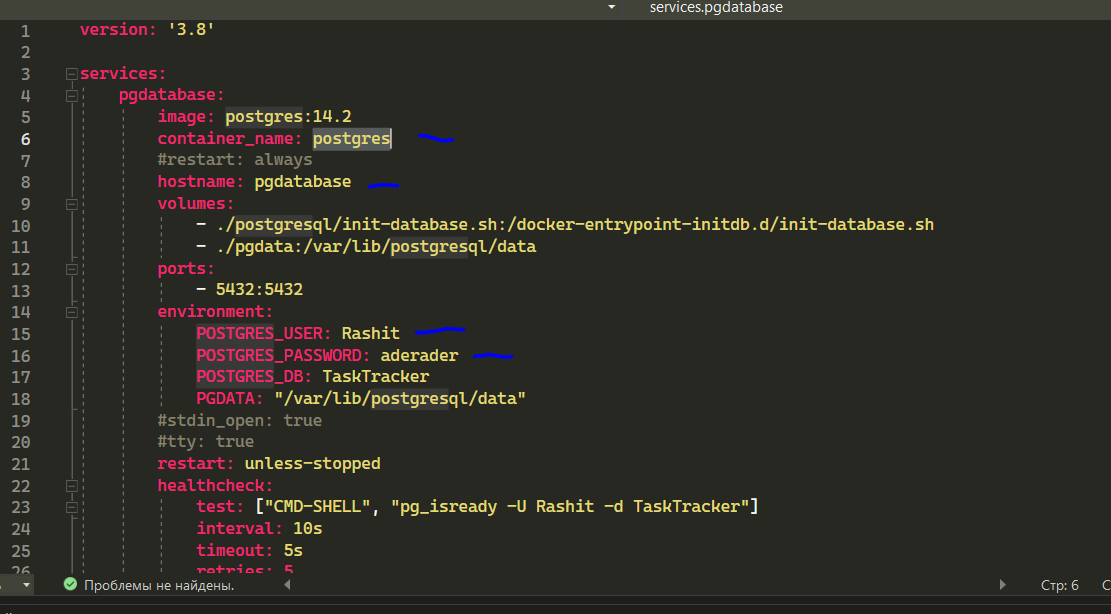 services.pgdatabase
1 version: '3.8'
2
3 services:
4 pgdatabase:
5 image: postgres:14.2
6 container_name: postgres
7 #restart: always
8 hostname: pgdatabase
9 volumes:
10 - ./postgresql/init-database.sh:/docker-entrypoint-initdb.d/init-database.sh
11 - ./pgdata:/var/lib/postgresql/data
12 ports:
13 - 5432:5432
14 environment:
15 POSTGRES_USER: Rashit
16 POSTGRES_PASSWORD: aderader
17 POSTGRES_DB: TaskTracker
18 PGDATA: "/var/lib/postgresql/data"
19 #stdin_open: true
20 #tty: true
21 restart: unless-stopped
22 healthcheck:
23 test: ["CMD-SHELL", "pg_isready -U Rashit -d TaskTracker"]
24 interval: 10s
25 timeout: 5s
26 retries: 5
Проблемы не найдены. Стр: 6